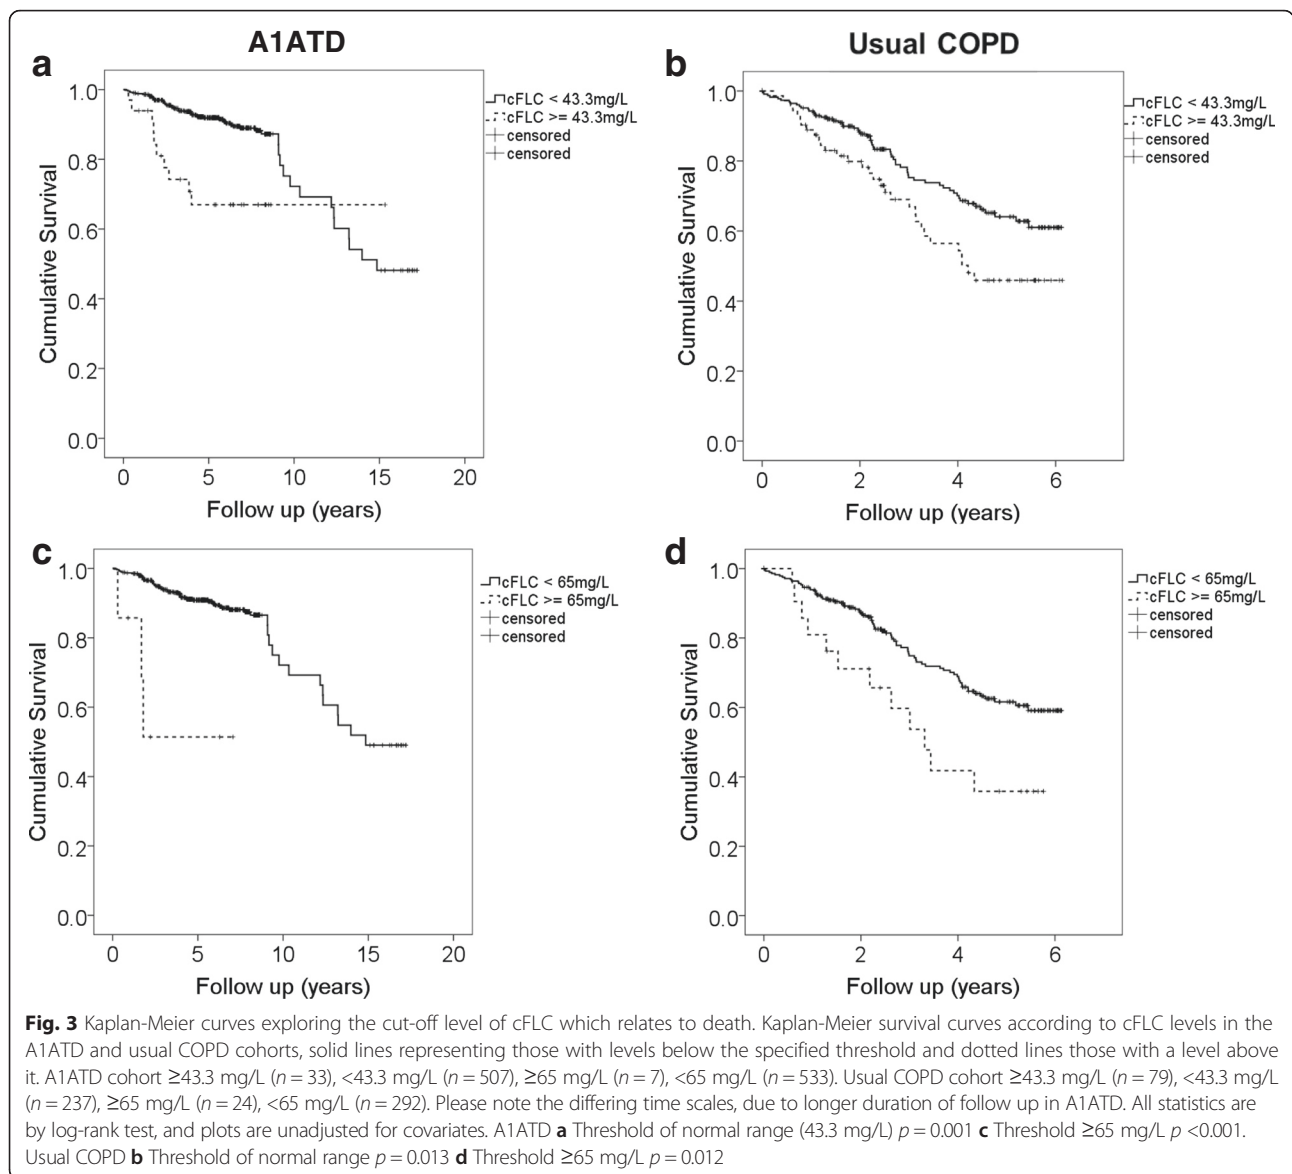 A1ATD
Usual COPD
a
1.0
0.8
0.6
0.4
0.2
0.0
Cumulative Survival
0 5 10 15 20
Follow up (years)
cFLC < 43.3mg/L
cFLC >= 43.3mg/L
censored
censored
b
1.0
0.8
0.6
0.4
0.2
0.0
Cumulative Survival
0 2 4 6
Follow up (years)
cFLC < 43.3mg/L
cFLC >= 43.3mg/L
censored
censored
c
1.0
0.8
0.6
0.4
0.2
0.0
Cumulative Survival
0 5 10 15 20
Follow up (years)
cFLC < 65mg/L
cFLC >= 65mg/L
censored
censored
d
1.0
0.8
0.6
0.4
0.2
0.0
Cumulative Survival
0 2 4 6
Follow up (years)
cFLC < 65mg/L
cFLC >= 65mg/L
censored
censored
Fig. 3 Kaplan-Meier curves exploring the cut-off level of cFLC which relates to death. Kaplan-Meier survival curves according to cFLC levels in the
A1ATD and usual COPD cohorts, solid lines representing those with levels below the specified threshold and dotted lines those with a level above
it. A1ATD cohort ≥43.3 mg/L (n = 33), <43.3 mg/L (n = 507), ≥65 mg/L (n = 7), <65 mg/L (n = 533). Usual COPD cohort ≥43.3 mg/L (n = 79), <43.3 mg/L
(n = 237), ≥65 mg/L (n = 24), <65 mg/L (n = 292). Please note the differing time scales, due to longer duration of follow up in A1ATD. All statistics are
by log-rank test, and plots are unadjusted for covariates. A1ATD a Threshold of normal range (43.3 mg/L) p = 0.001 c Threshold ≥65 mg/L p <0.001.
Usual COPD b Threshold of normal range p = 0.013 d Threshold ≥65 mg/L p = 0.012